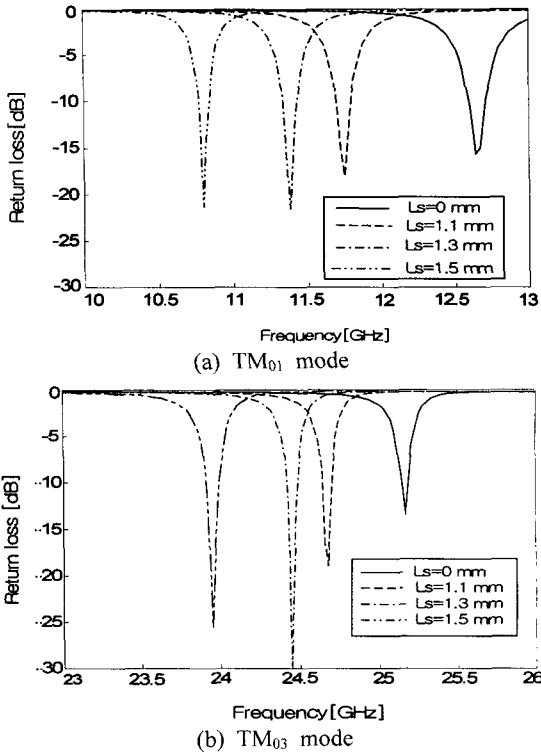 0
-5
-10
-15
-20
-25
-30
Return loss[dB]
Ls=0 mm
Ls=1.1 mm
Ls=1.3 mm
Ls=1.5 mm
10 10.5 11 11.5 12 12.5 13
Frequency[GHz]
(a) TM₀₁ mode
0
-5
-10
-15
-20
-25
-30
Return loss [dB]
Ls=0 mm
Ls=1.1 mm
Ls=1.3 mm
Ls=1.5 mm
23 23.5 24 24.5 25 25.5 26
Frequency[GHz]
(b) TM₀₃ mode